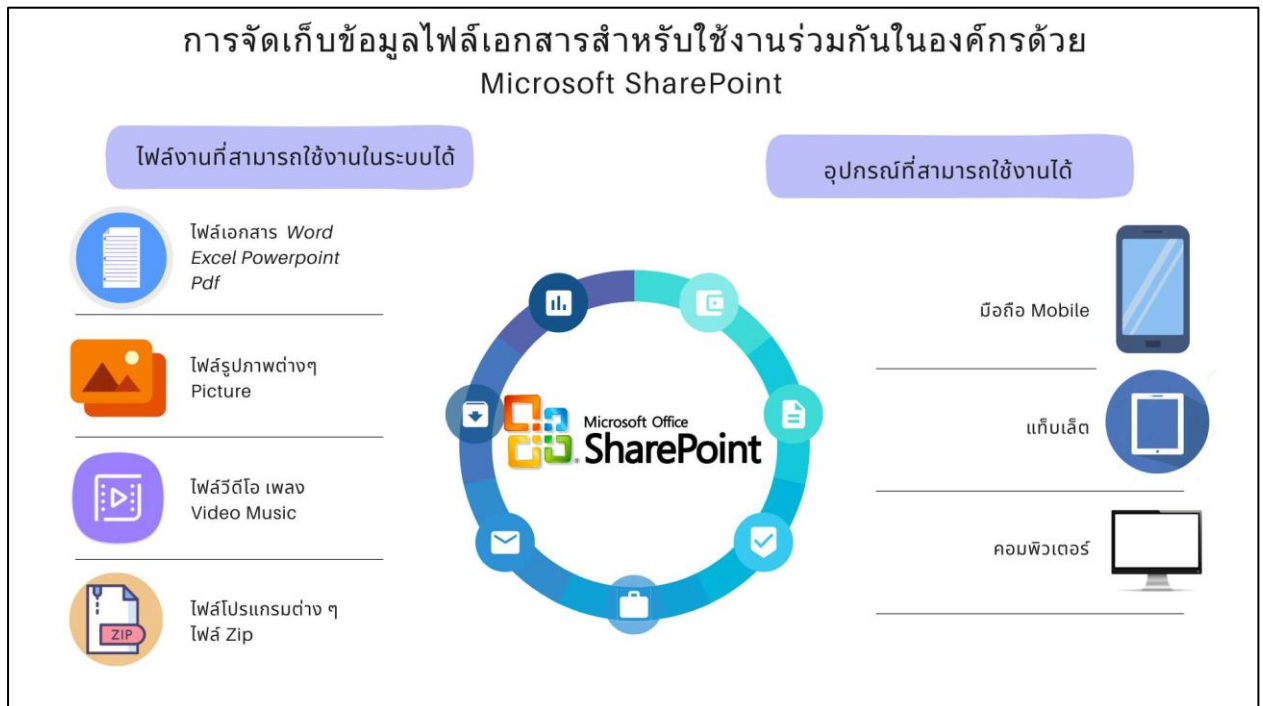 การจัดเก็บข้อมูลไฟล์เอกสารสำหรับใช้งานร่วมกันในองค์กรด้วย
Microsoft SharePoint
ไฟล์งานที่สามารถใช้งานในระบบได้
ไฟล์เอกสาร Word
Excel Powerpoint
Pdf
ไฟล์รูปภาพต่างๆ
Picture
ไฟล์วีดีโอ เพลง
Video Music
ZIP
ไฟล์โปรแกรมต่าง ๆ
ไฟล์ Zip
Microsoft Office
SharePoint
อุปกรณ์ที่สามารถใช้งานได้
มือถือ Mobile
แท็บเล็ต
คอมพิวเตอร์